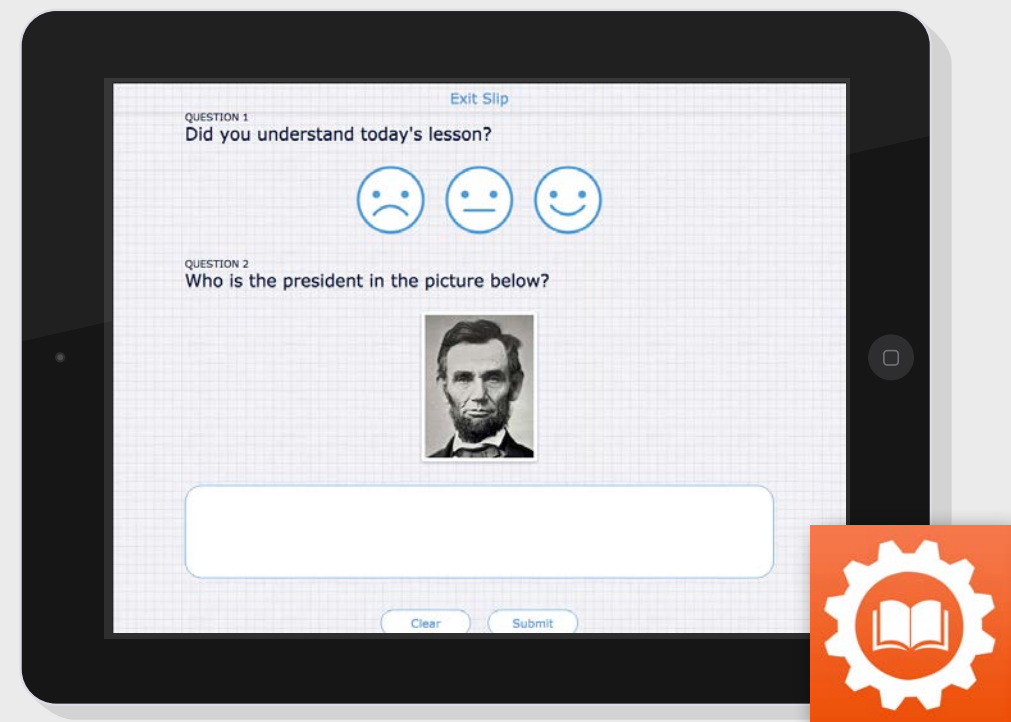 Exit Slip
QUESTION 1
Did you understand today's lesson?
QUESTION 2
Who is the president in the picture below?
Clear Submit